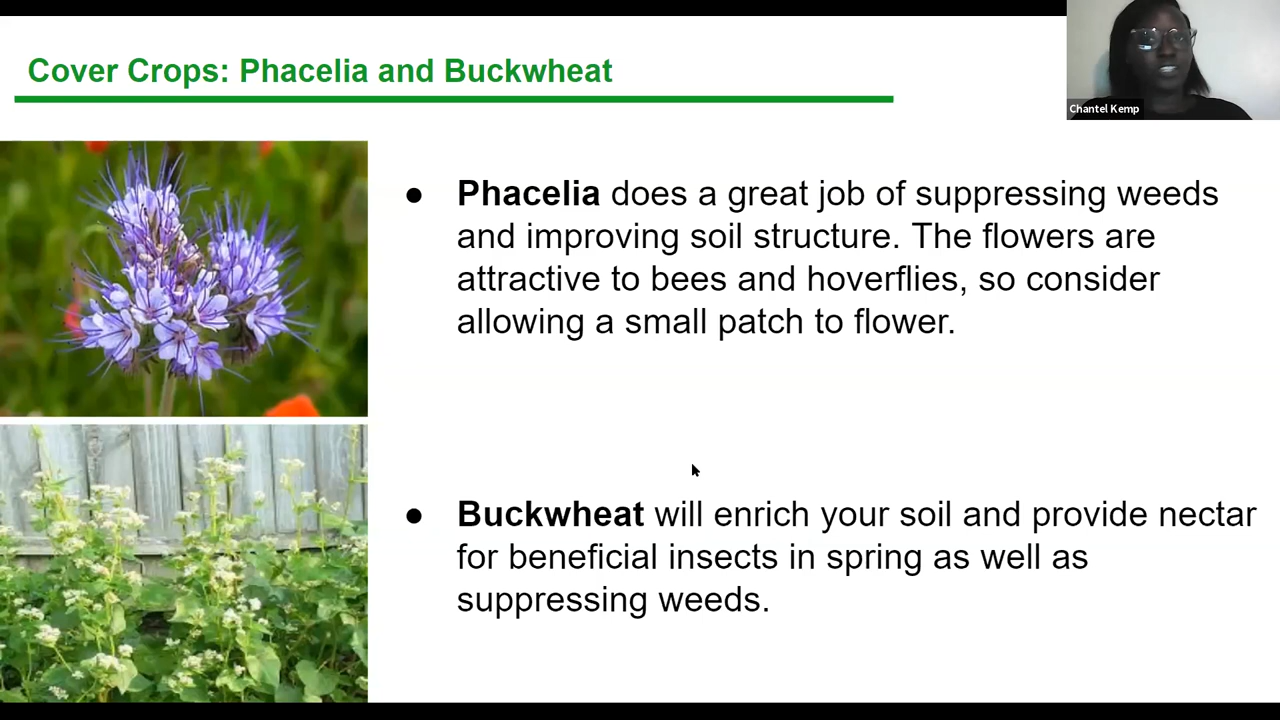 Cover Crops: Phacelia and Buckwheat
Chantel Kemp
● Phacelia does a great job of suppressing weeds
and improving soil structure. The flowers are
attractive to bees and hoverflies, so consider
allowing a small patch to flower.
● Buckwheat will enrich your soil and provide nectar
for beneficial insects in spring as well as
suppressing weeds.